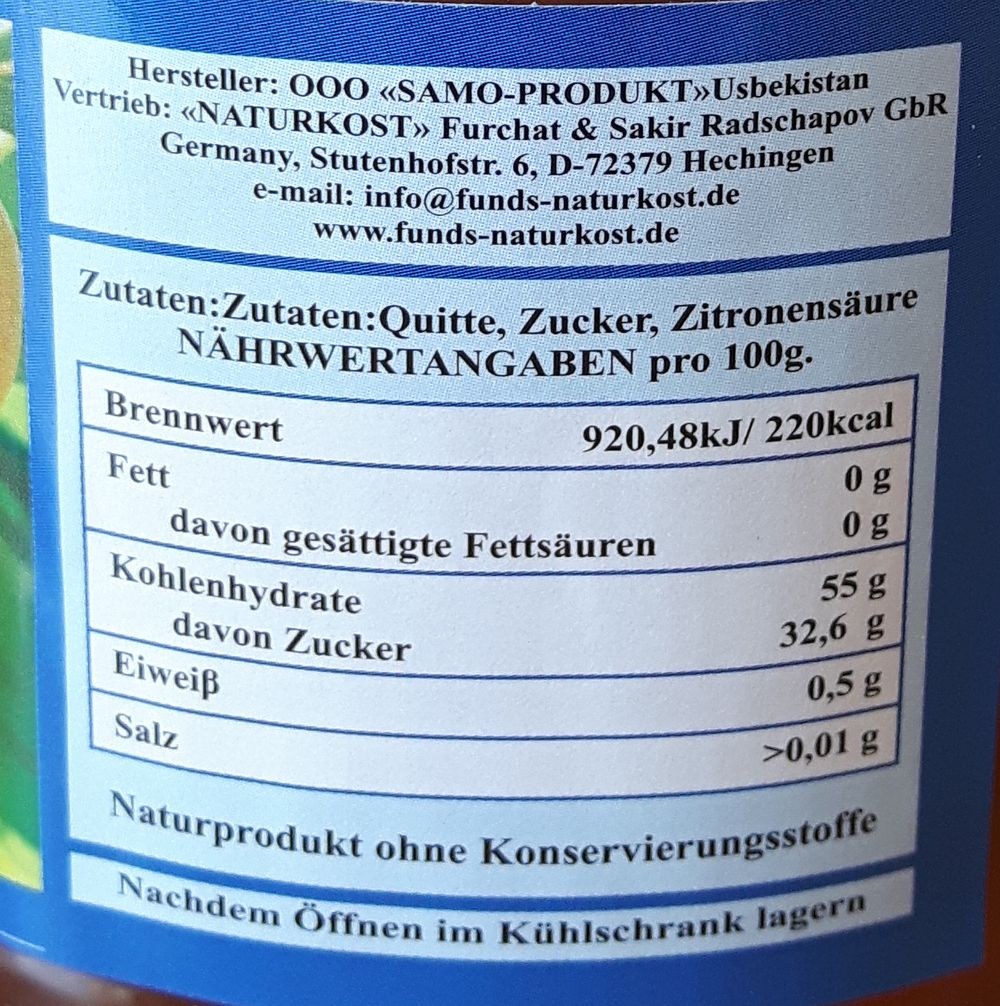 Hersteller: OOO «SAMO-PRODUKT»Usbekistan
Vertrieb: «NATURKOST» Furchat & Sakir Radschapov GbR
Germany, Stutenhofstr. 6, D-72379 Hechingen
e-mail: info@funds-naturkost.de
www.funds-naturkost.de
Zutaten:Zutaten:Quitte, Zucker, Zitronensäure
NÄHRWERTANGABEN pro 100g.
Brennwert 920,48kJ/ 220kcal
Fett 0 g
davon gesättigte Fettsäuren 0 g
Kohlenhydrate 55 g
davon Zucker 32,6 g
Eiweiß 0,5 g
Salz >0,01 g
Naturprodukt ohne Konservierungsstoffe
Nachdem Öffnen im Kühlschrank lagern